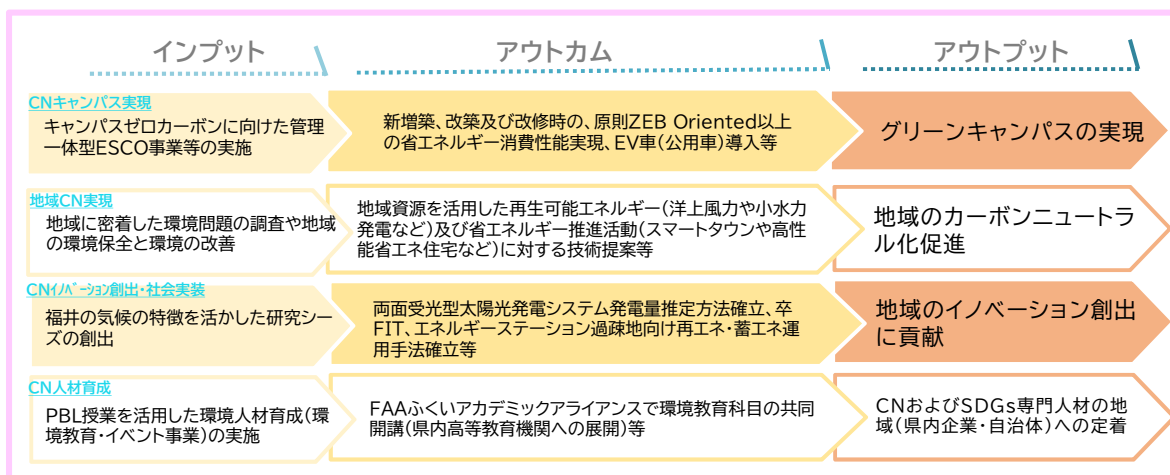 インプット
アウトカム
アウトプット
CNキャンパス実現
キャンパスゼロカーボンに向けた管理
一体型ESCO事業等の実施
新増築、改築及び改修時の、原則ZEB Oriented以上
の省エネルギー消費性能実現、EV車(公用車)導入等
グリーンキャンパスの実現
地域CN実現
地域に密着した環境問題の調査や地域
の環境保全と環境の改善
地域資源を活用した再生可能エネルギー(洋上風力や小水力
発電など)及び省エネルギー推進活動(スマートタウンや高性
能省エネ住宅など)に対する技術提案等
地域のカーボンニュートラ
ル化促進
CNイノベーション創出・社会実装
福井の気候の特徴を活かした研究シー
ズの創出
両面受光型太陽光発電システム発電量推定方法確立、卒
FIT、エネルギーステーション過疎地向け再エネ・蓄エネ運
用手法確立等
地域のイノベーション創出
に貢献
CN人材育成
PBL授業を活用した環境人材育成(環
境教育・イベント事業)の実施
FAAふくいアカデミックアライアンスで環境教育科目の共同
開講(県内高等教育機関への展開)等
CNおよびSDGs専門人材の地
域(県内企業・自治体)への定着